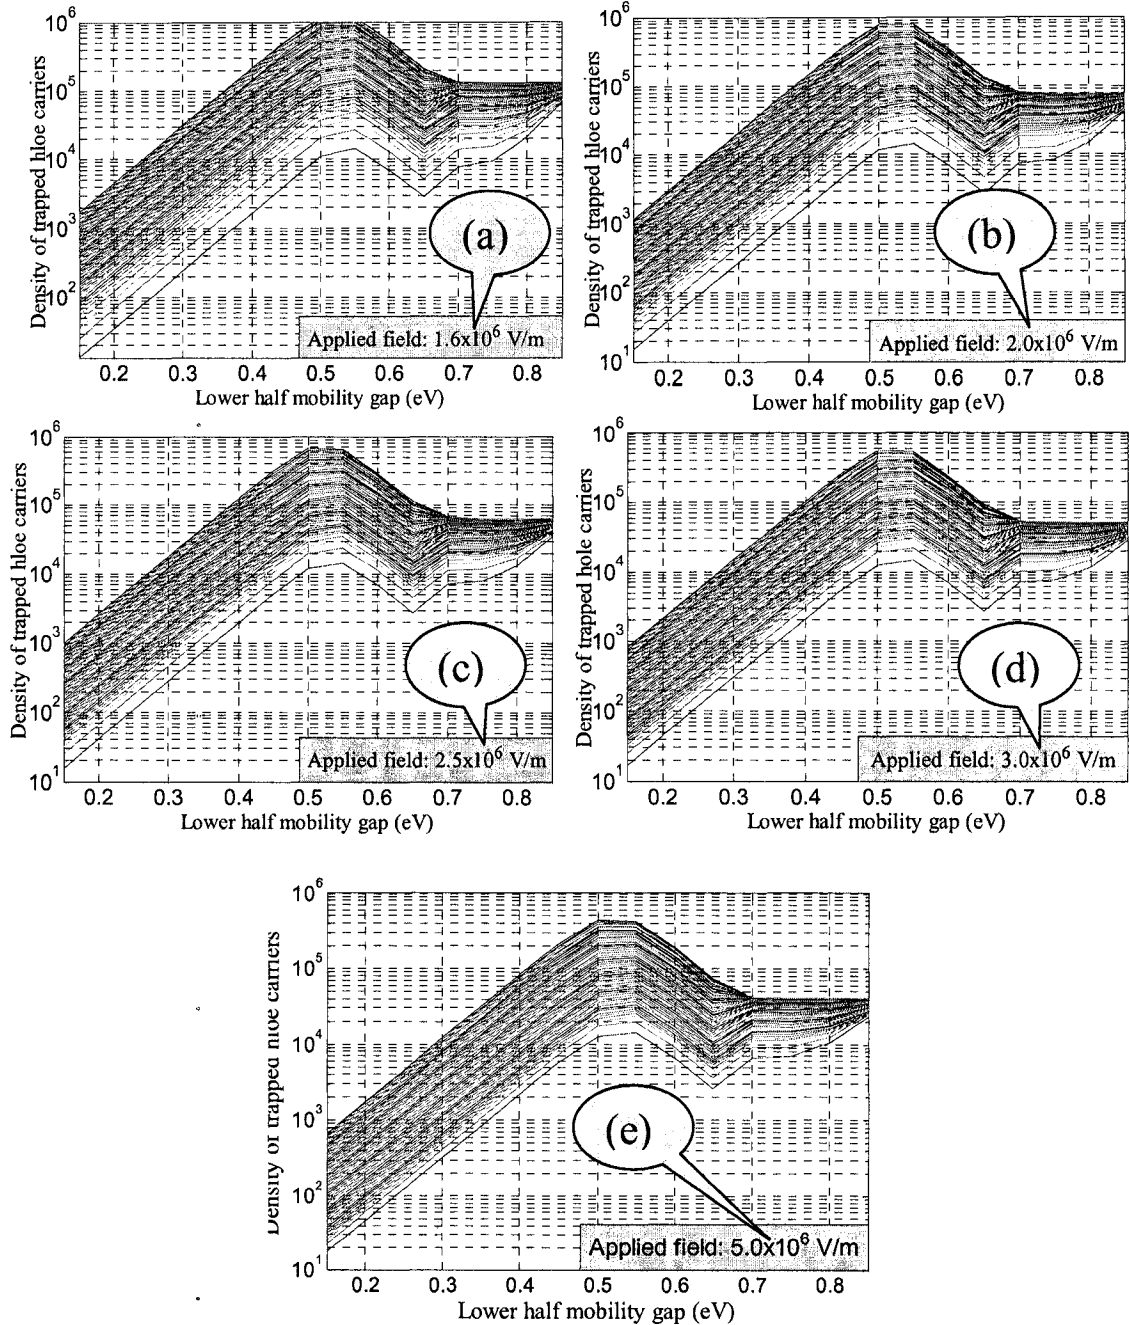 Density of trapped hloe carriers
10^6
10^5
10^4
10^3
10^2
(a)
Applied field: 1.6x10^6 V/m
0.2 0.3 0.4 0.5 0.6 0.7 0.8
Lower half mobility gap (eV)
Density of trapped hloe carriers
10^6
10^5
10^4
10^3
10^2
10^1
(b)
Applied field: 2.0x10^6 V/m
0.2 0.3 0.4 0.5 0.6 0.7 0.8
Lower half mobility gap (eV)
Density of trapped hloe carriers
10^6
10^5
10^4
10^3
10^2
10^1
(c)
Applied field: 2.5x10^6 V/m
0.2 0.3 0.4 0.5 0.6 0.7 0.8
Lower half mobility gap (eV)
Density of trapped hole carriers
10^6
10^5
10^4
10^3
10^2
10^1
(d)
Applied field: 3.0x10^6 V/m
0.2 0.3 0.4 0.5 0.6 0.7 0.8
Lower half mobility gap (eV)
Density of trapped hloe carriers
10^6
10^5
10^4
10^3
10^2
10^1
(e)
Applied field: 5.0x10^6 V/m
0.2 0.3 0.4 0.5 0.6 0.7 0.8
Lower half mobility gap (eV)